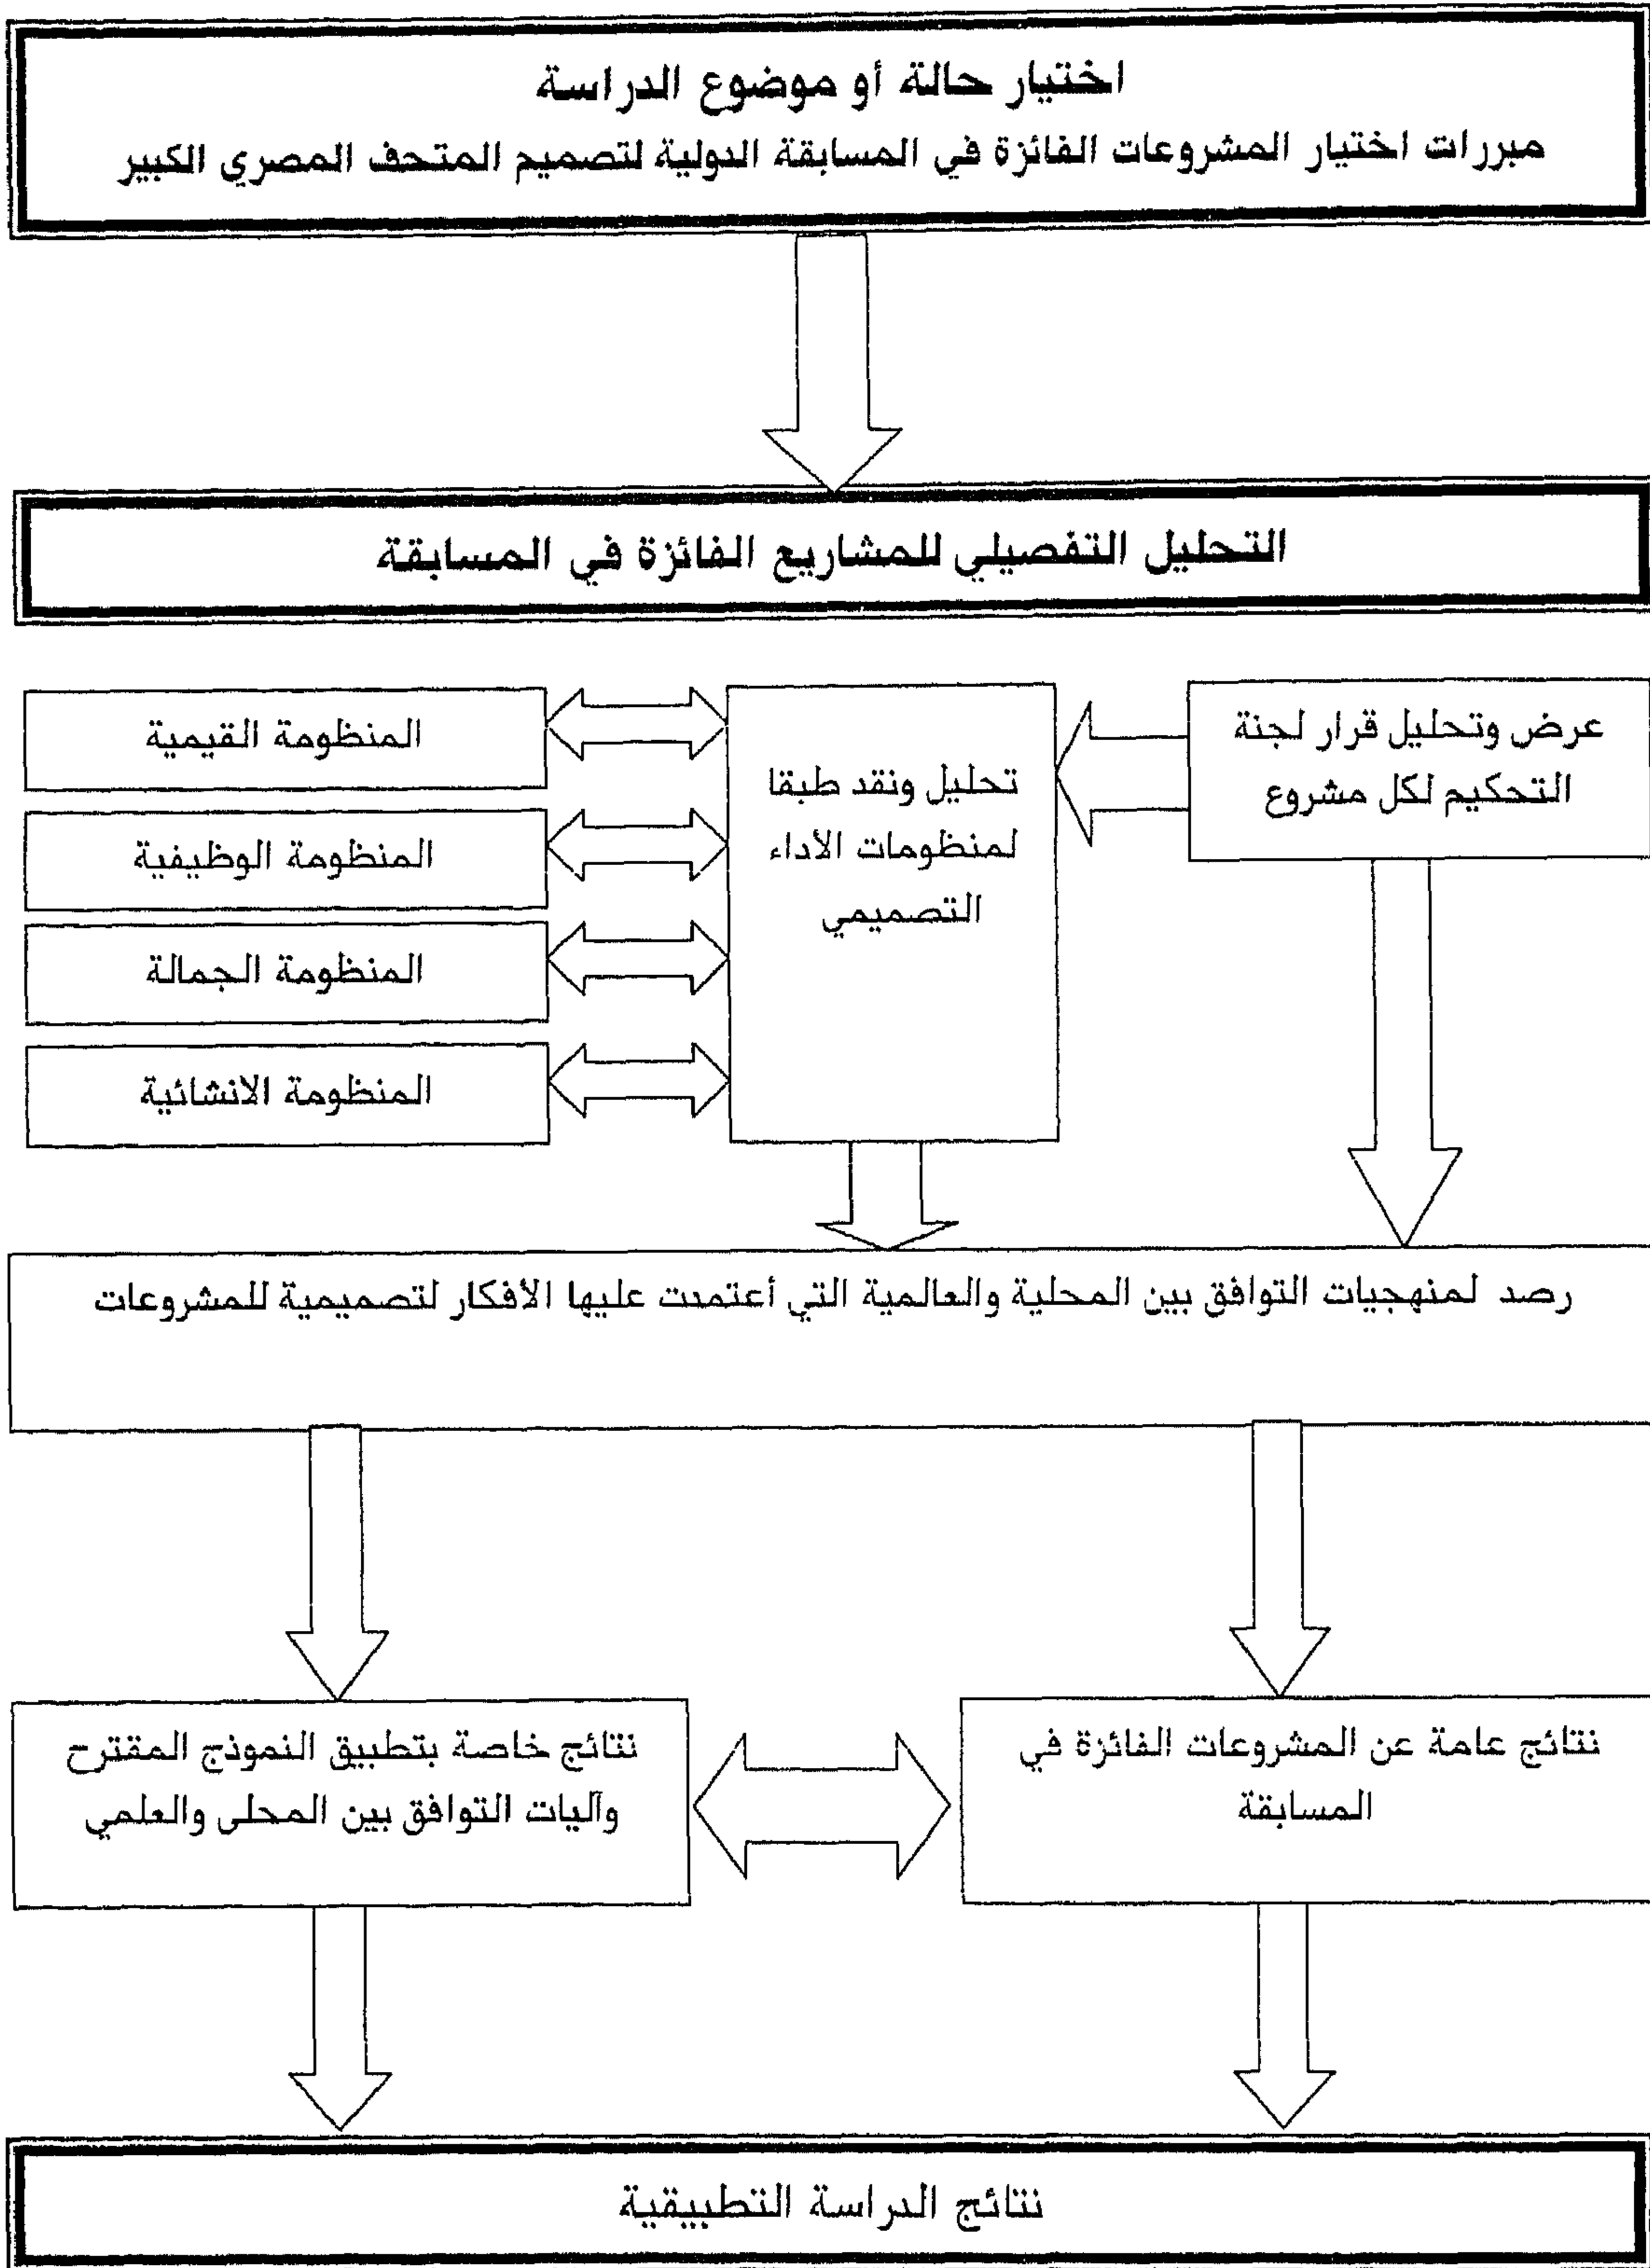 اختيار حالة أو موضوع الدراسة
مبررات اختيار المشروعات الفائزة في المسابقة الدولية لتصميم المتحف المصري الكبير
التحليل التفصيلي للمشاريع الفائزة في المسابقة
عرض وتحليل قرار لجنة
التحكيم لكل مشروع
تحليل ونقد طبقا
لمنظومات الأداء
التصميمي
المنظومة القيمية
المنظومة الوظيفية
المنظومة الجمالة
المنظومة الانشائية
رصد لمنهجيات التوافق بين المحلية والعالمية التي أعتمدت عليها الأفكار لتصميمية للمشروعات
نتائج عامة عن المشروعات الفائزة في
المسابقة
نتائج خاصة بتطبيق النموذج المقترح
وآليات التوافق بين المحلى والعلمي
نتائج الدراسة التطبيقية